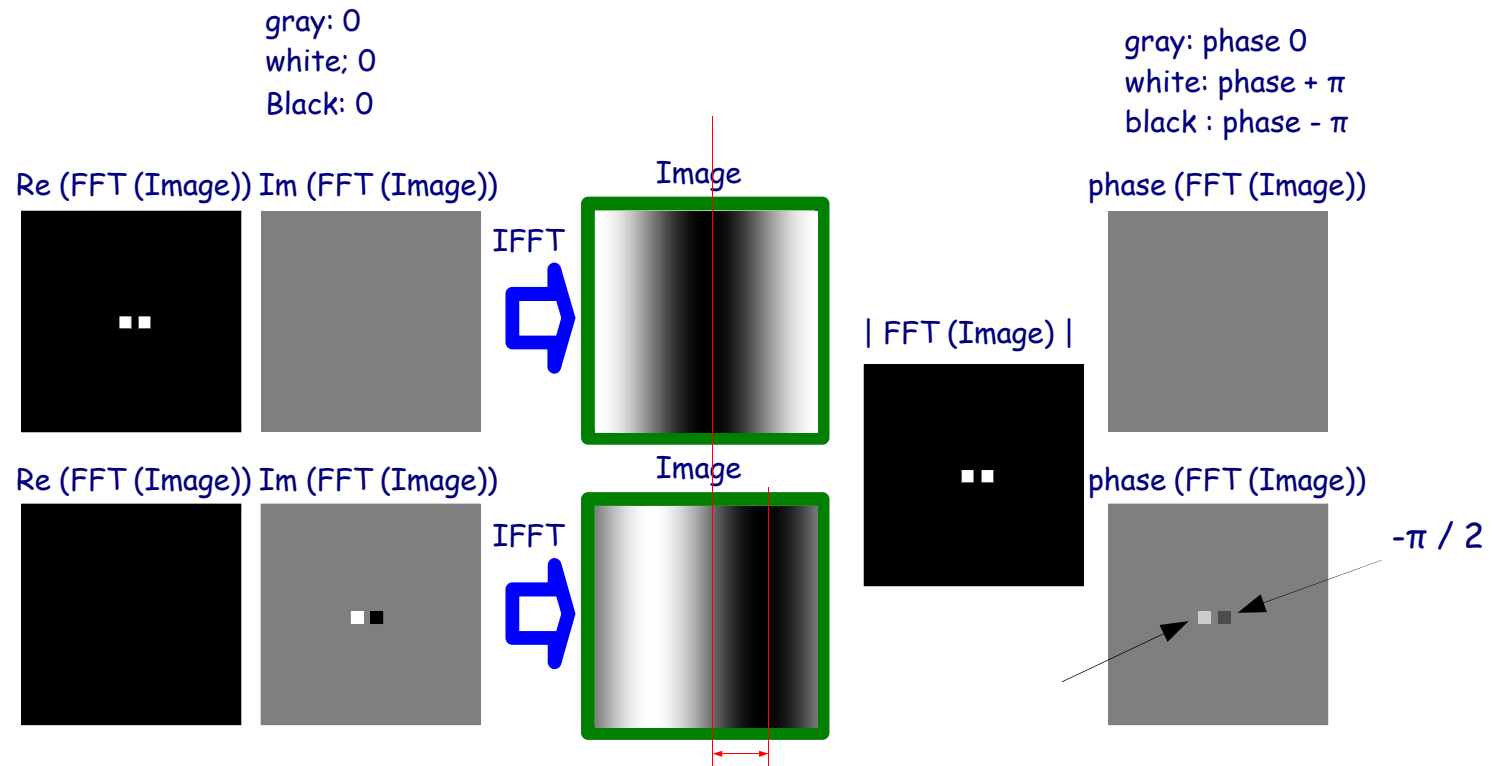 gray: 0
white; 0
Black: 0
gray: phase 0
white: phase + π
black : phase - π
Re (FFT (Image)) Im (FFT (Image))
IFFT
Image
phase (FFT (Image))
| FFT (Image) |
Re (FFT (Image)) Im (FFT (Image))
IFFT
Image
phase (FFT (Image))
-π / 2